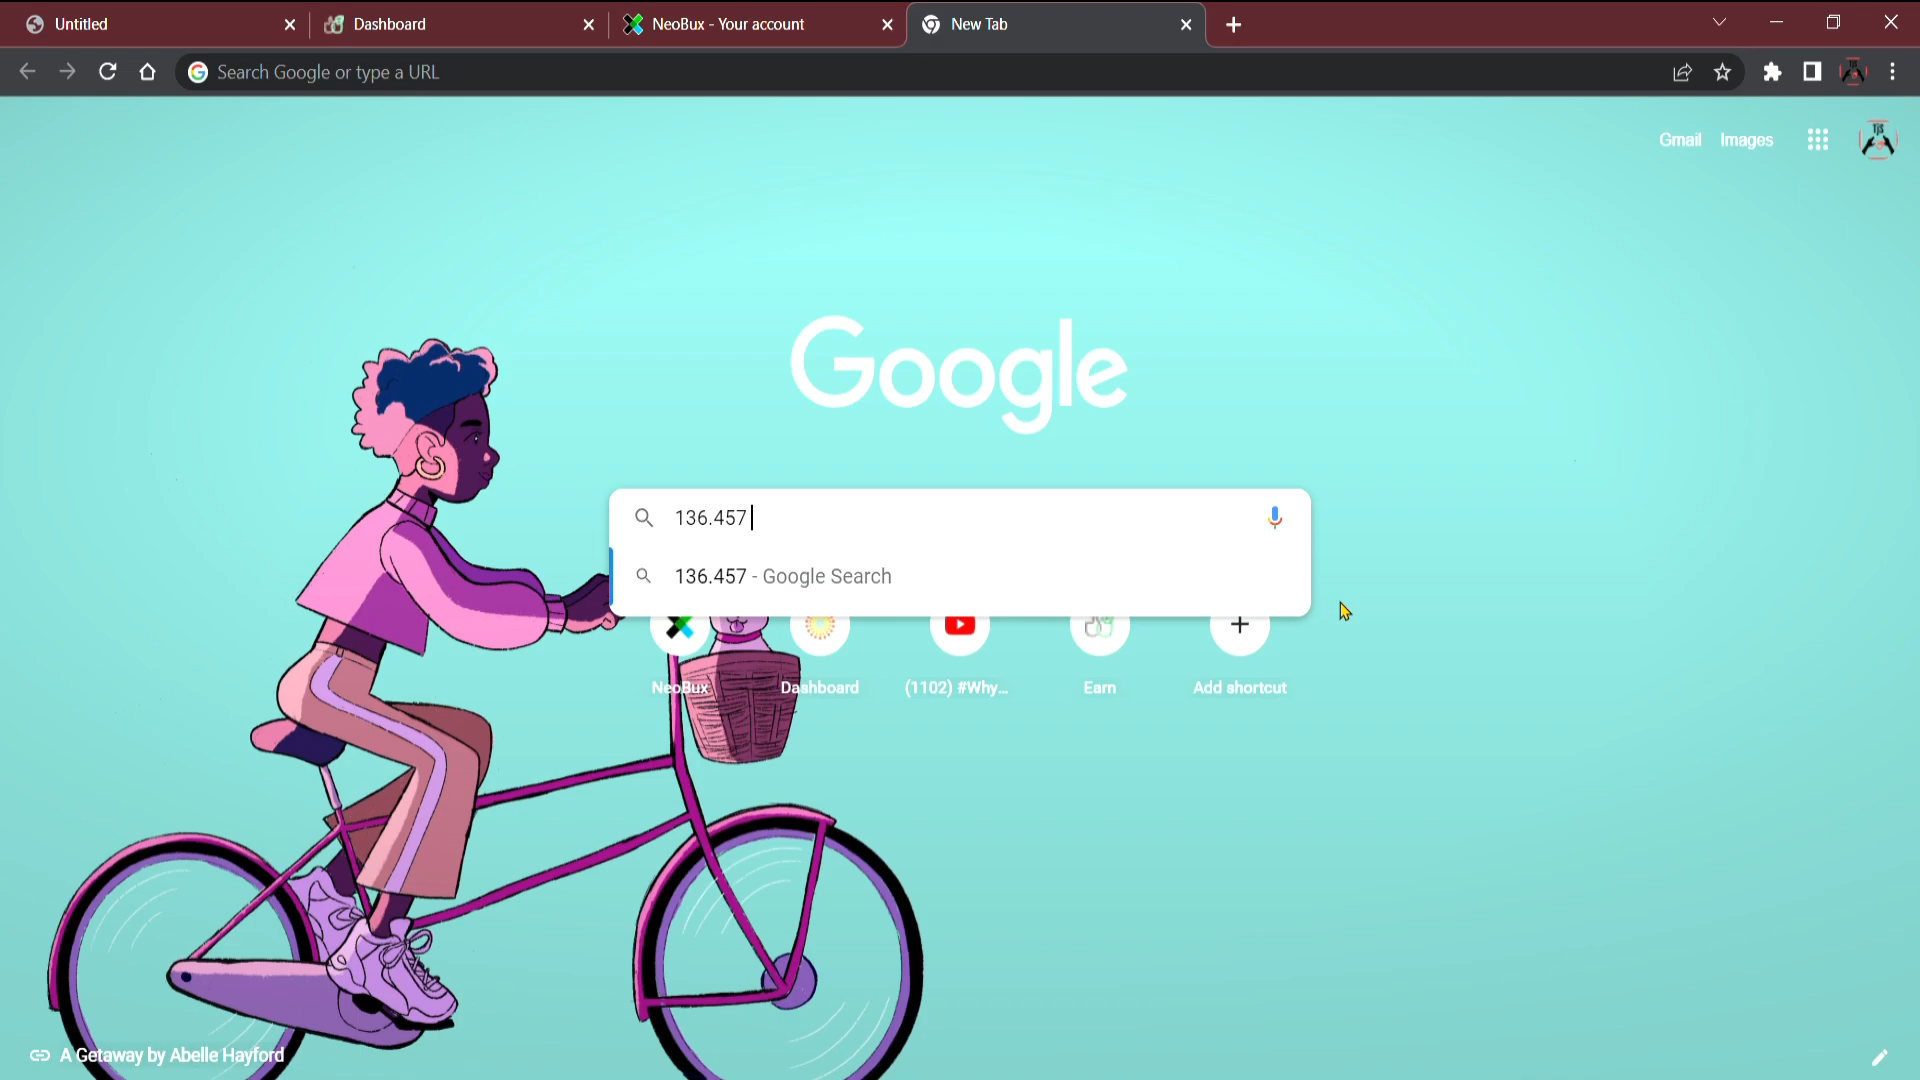 Untitled
Dashboard
NeoBux - Your account
New Tab
Search Google or type a URL
Gmail Images
TjS
Google
136.457
136.457 - Google Search
NeoBux
Dashboard
(1102) #Why...
Earn
Add shortcut
A Getaway by Abelle Hayford